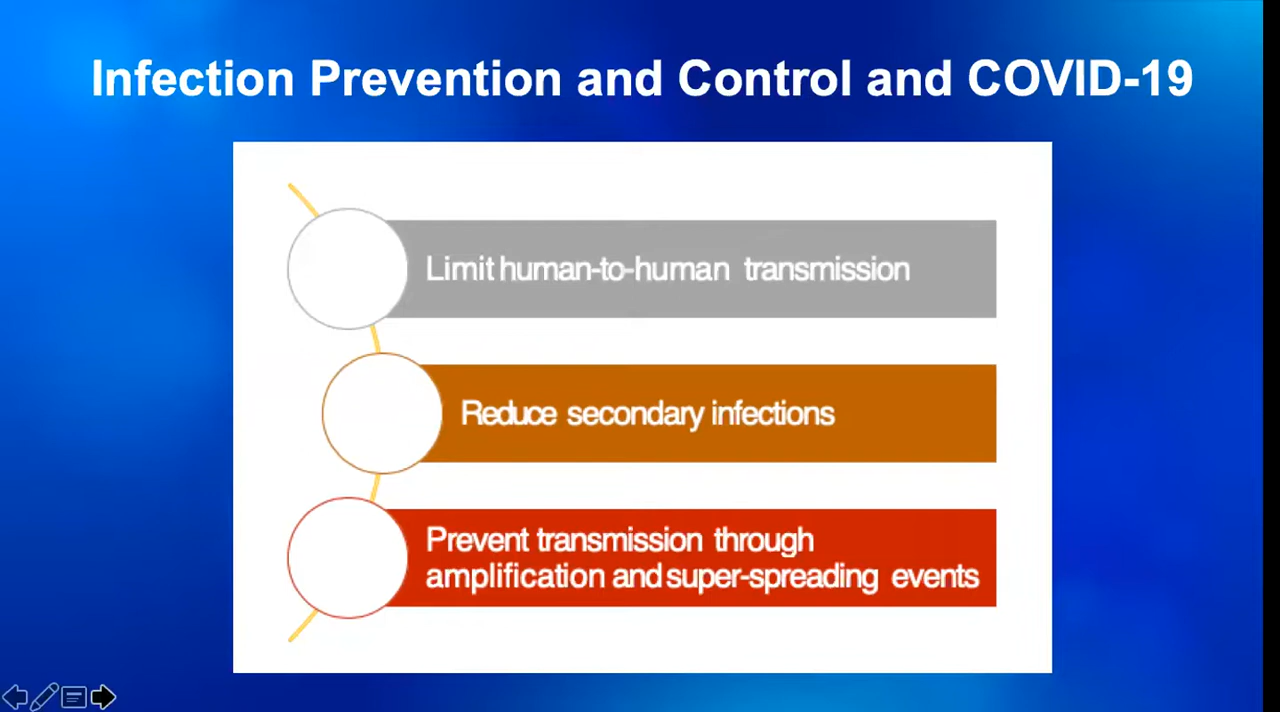 Infection Prevention and Control and COVID-19
Limit human-to-human transmission
Reduce secondary infections
Prevent transmission through
amplification and super-spreading events